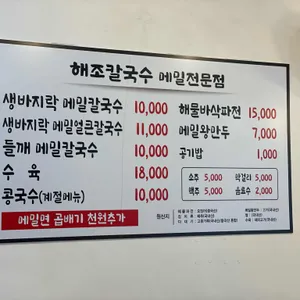 해조칼국수 메밀전문점
생바지락 메밀칼국수 10,000
생바지락 메밀얼큰칼국수 11,000
들깨 메밀칼국수 10,000
수 육 18,000
콩국수(계절메뉴) 10,000
메밀면 곱배기 천원추가
해물바삭파전 15,000
메밀왕만두 7,000
공기밥 1,000
소주 5,000 막걸리 5,000
맥주 5,000 음료수 2,000
원산지